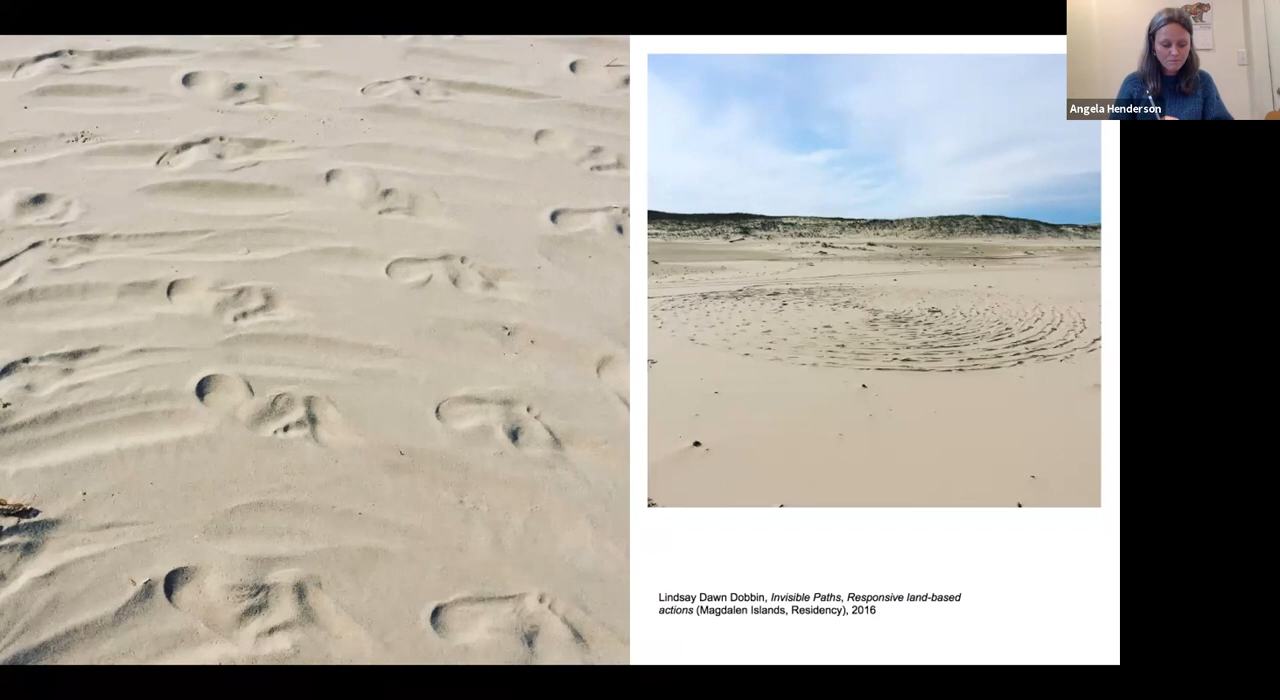 Angela Henderson
Lindsay Dawn Dobbin, Invisible Paths, Responsive land-based
actions (Magdalen Islands, Residency), 2016